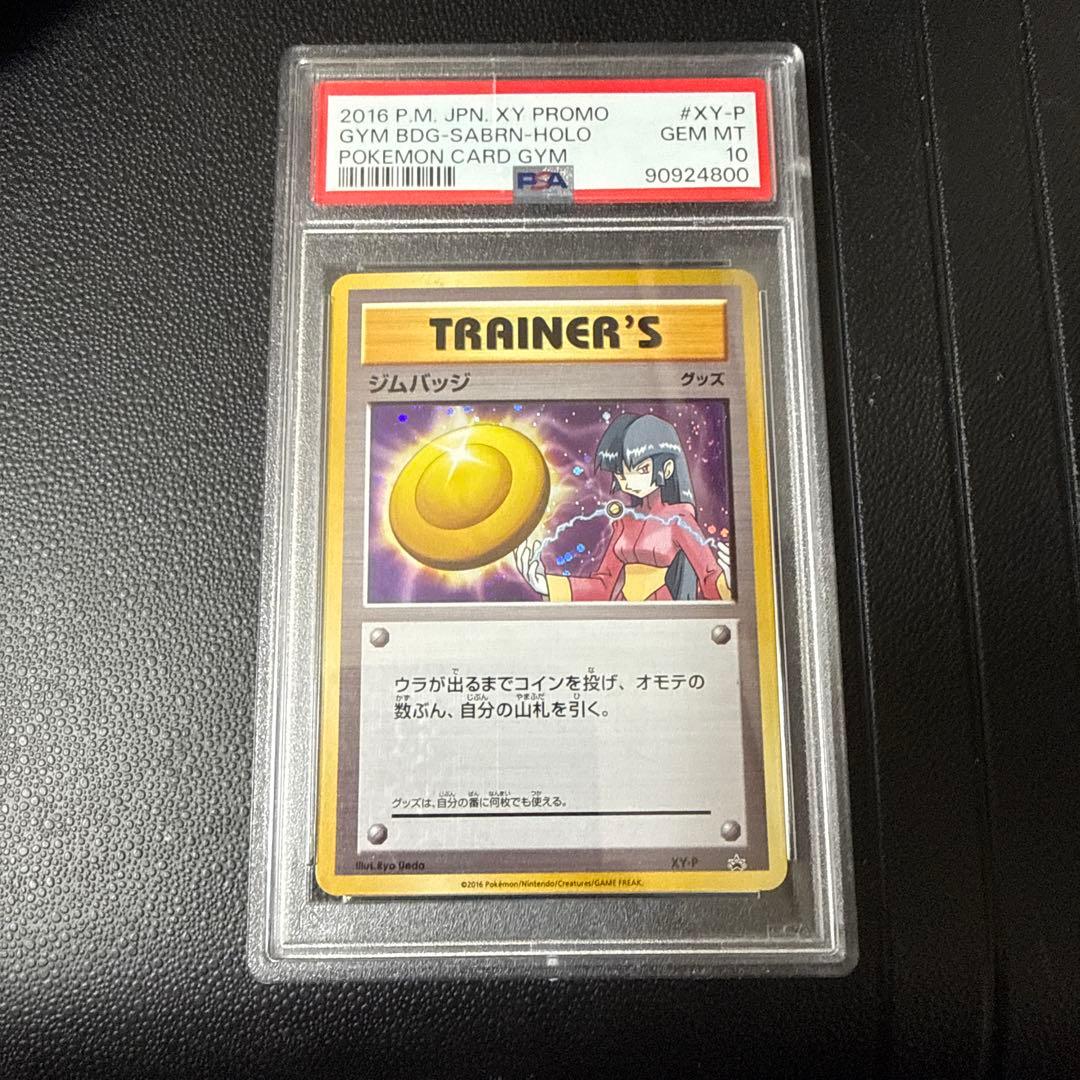 2016 P.M. JPN. XY PROMO #XY-P
GYM BDG-SABRN-HOLO GEM MT
POKEMON CARD GYM 10
PSA 90924800
TRAINER'S
ジムバッジ グッズ
ウラが出るまでコインを投げ、オモテの
数ぶん、自分の山札を引く。
グッズは、自分の番に何枚でも使える。
Illus. Ryo Ueda XY-P
©2016 Pokémon/Nintendo/Creatures/GAME FREAK.